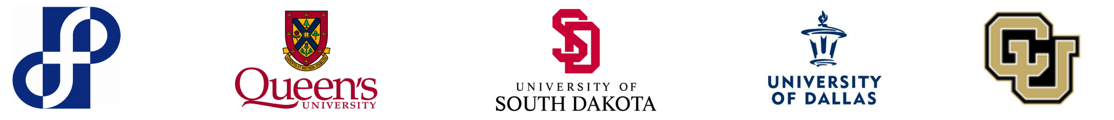 Queen's
UNIVERSITY
SD
UNIVERSITY OF
SOUTH DAKOTA
UNIVERSITY
OF DALLAS
CU